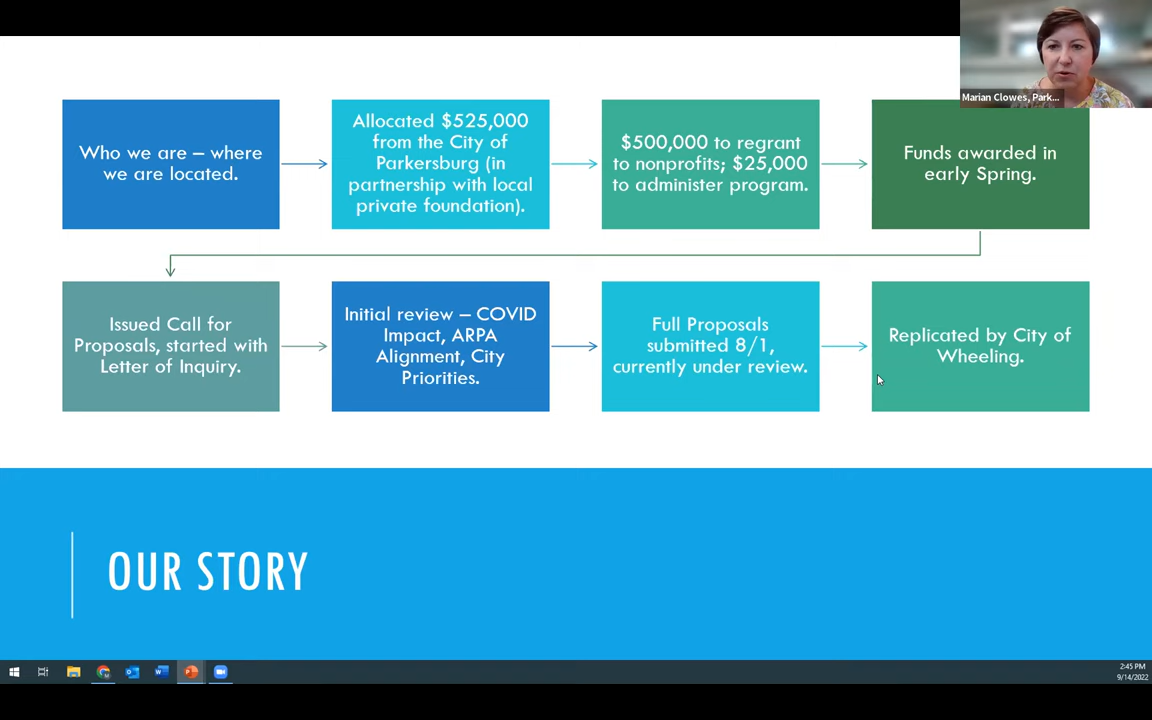 Marian Clowes, Park...
Who we are – where
we are located.
Allocated $525,000
from the City of
Parkersburg (in
partnership with local
private foundation).
$500,000 to regrant
to nonprofits; $25,000
to administer program.
Funds awarded in
early Spring.
Issued Call for
Proposals, started with
Letter of Inquiry.
Initial review – COVID
Impact, ARPA
Alignment, City
Priorities.
Full Proposals
submitted 8/1,
currently under review.
Replicated by City of
Wheeling.
OUR STORY
2:45 PM
9/14/2022